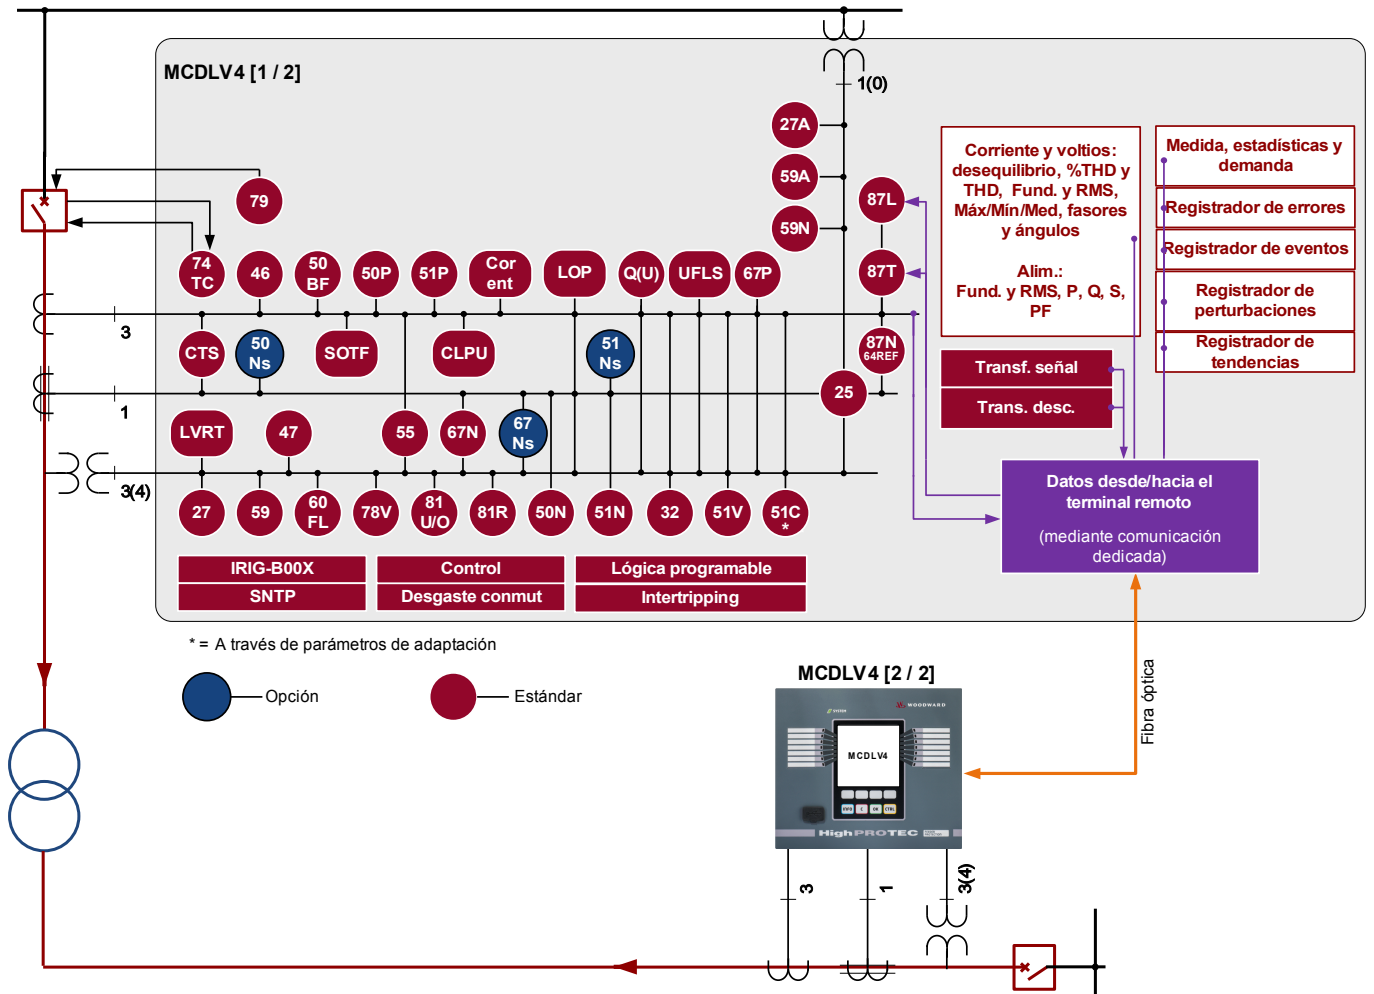 MCDLV4 [1 / 2]
1(0)
27A
59A
59N
79
74
TC
46
50
BF
50P
51P
Cor
ent
LOP
Q(U)
UFLS
67P
87L
87T
87N
64REF
3
CTS
50
Ns
SOTF
CLPU
51
Ns
25
1
LVRT
47
55
67N
67
Ns
3(4)
27
59
60
FL
78V
81
U/O
81R
50N
51N
32
51V
51C
*
Corriente y voltios:
desequilibrio, %THD y
THD, Fund. y RMS,
Máx/Mín/Med, fasores
y ángulos
Alim.:
Fund. y RMS, P, Q, S,
PF
Medida, estadísticas y
demanda
Registrador de errores
Registrador de eventos
Registrador de
perturbaciones
Registrador de
tendencias
Transf. señal
Trans. desc.
Datos desde/hacia el
terminal remoto
(mediante comunicación
dedicada)
IRIG-B00X
SNTP
Control
Desgaste conmut
Lógica programable
Intertripping
* = A través de parámetros de adaptación
Opción
Estándar
MCDLV4 [2 / 2]
Fibra óptica
WOODWARD
SYSTEM
MCDLV4
INFO
C
OK
CTRL
HighPROTEC
3
1
3(4)